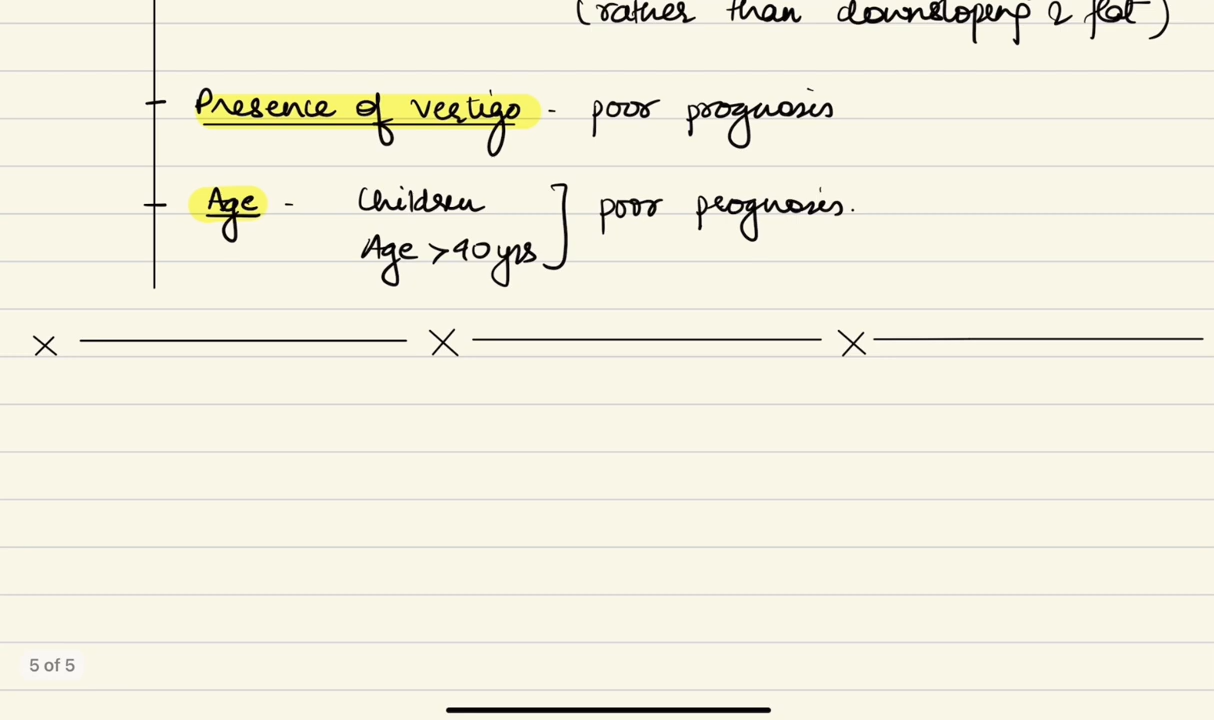 (rather than downsloping & flat)
Presence of vertigo - poor prognosis
Age - Children ] poor prognosis.
Age >40 yrs
5 of 5